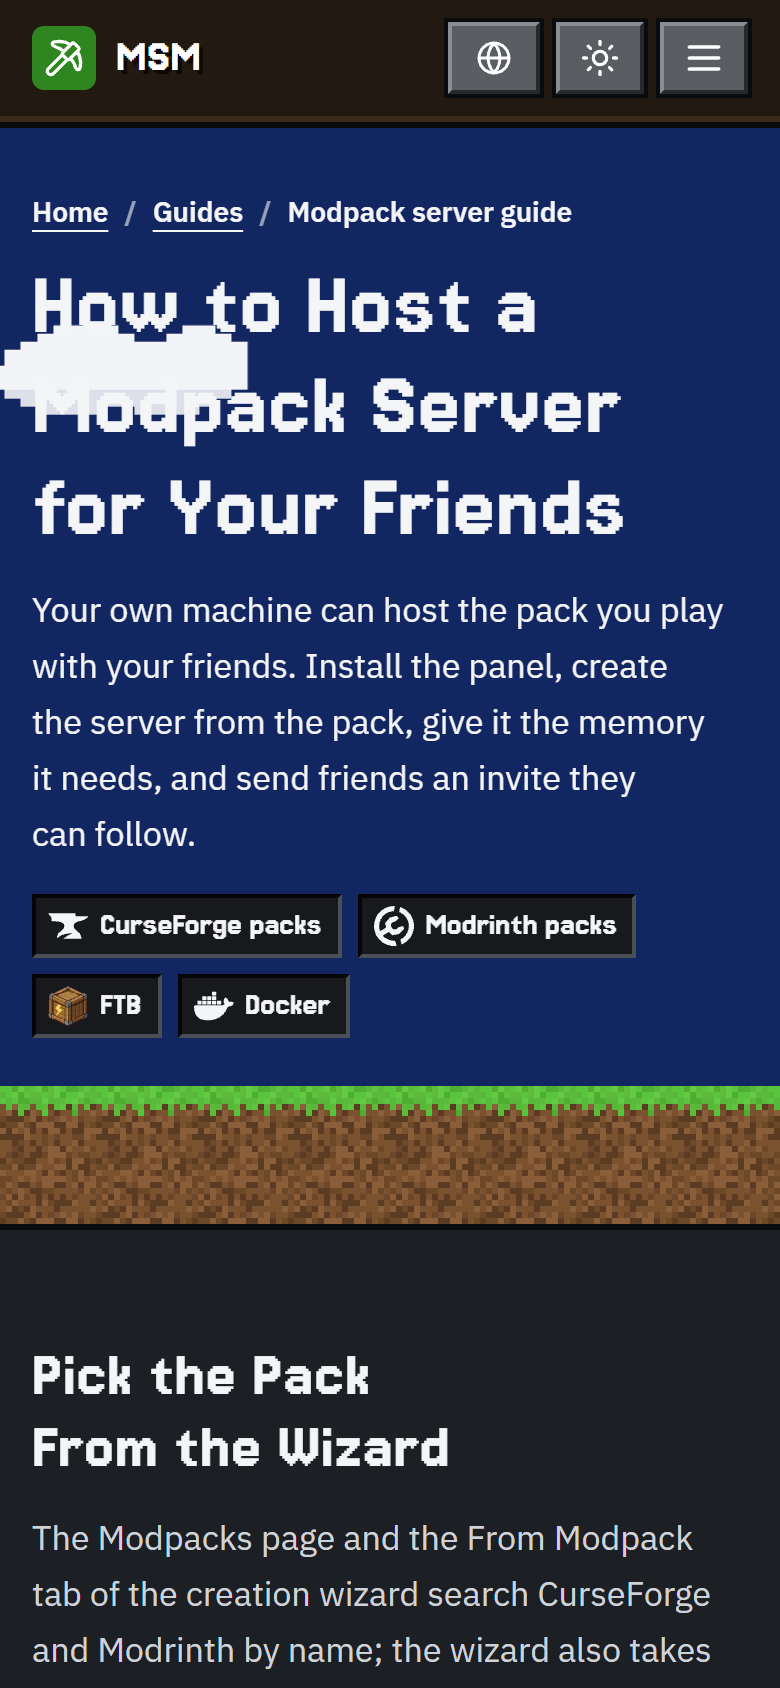 MSM
Home / Guides / Modpack server guide
How to Host a
Modpack Server
for Your Friends
Your own machine can host the pack you play
with your friends. Install the panel, create
the server from the pack, give it the memory
it needs, and send friends an invite they
can follow.
CurseForge packs
Modrinth packs
FTB
Docker
Pick the Pack
From the Wizard
The Modpacks page and the From Modpack
tab of the creation wizard search CurseForge
and Modrinth by name; the wizard also takes